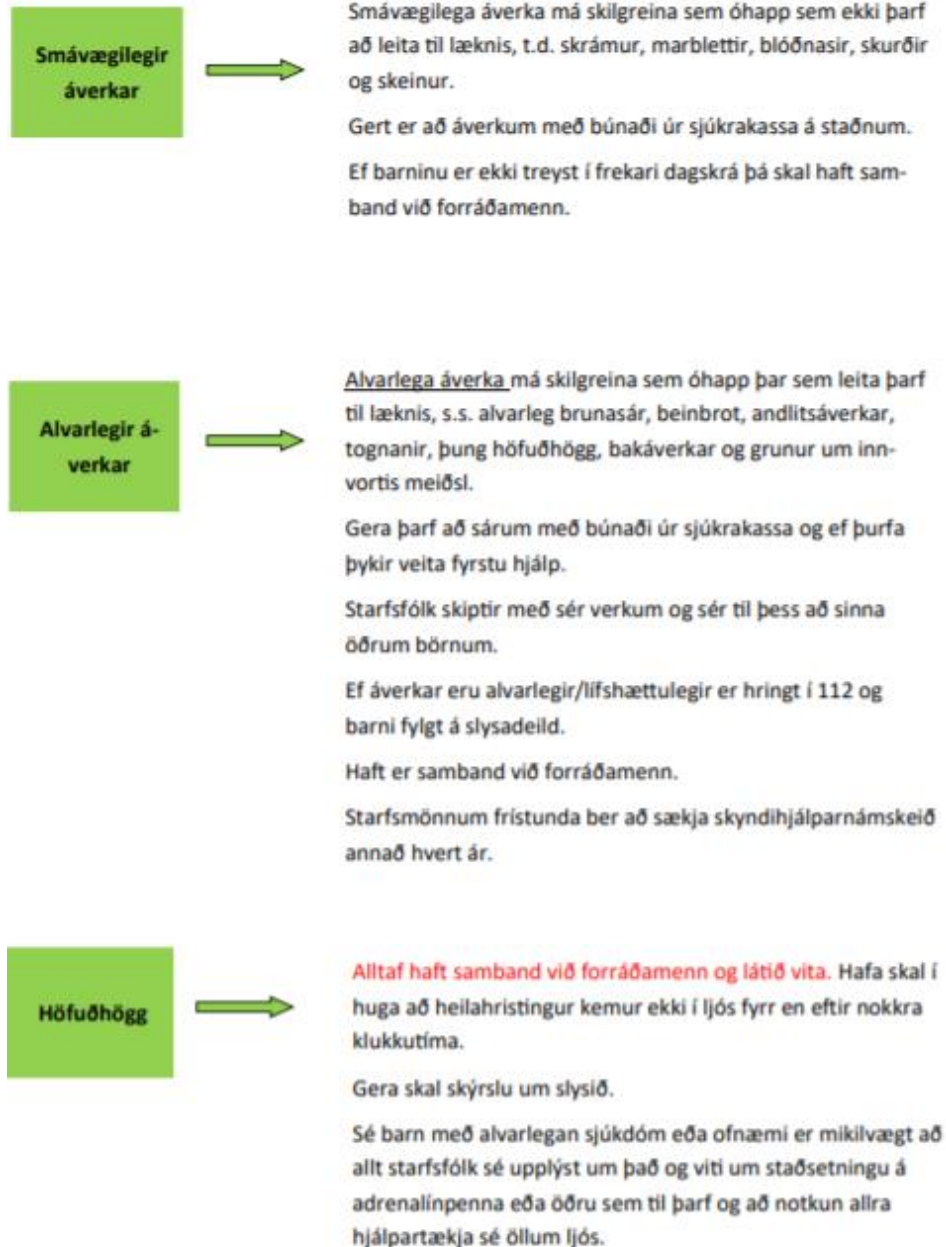 Smávægilegir
áverkar
Smávægilega áverka má skilgreina sem óhapp sem ekki þarf
að leita til læknis, t.d. skrámur, marblettir, blóðnasir, skurðir
og skeinur.
Gert er að áverkum með búnaði úr sjúkrakassa á staðnum.
Ef barninu er ekki treyst í frekari dagskrá þá skal haft sam-
band við forráðamenn.
Alvarlegir á-
verkar
Alvarlega áverka má skilgreina sem óhapp þar sem leita þarf
til læknis, s.s. alvarleg brunasár, beinbrot, andlitsáverkar,
tognanir, þung höfuðhögg, bakáverkar og grunur um inn-
vortis meiðsl.
Gera þarf að sárum með búnaði úr sjúkrakassa og ef þurfa
þykir veita fyrstu hjálp.
Starfsfólk skiptir með sér verkum og sér til þess að sinna
öðrum börnum.
Ef áverkar eru alvarlegir/lífshættulegir er hringt í 112 og
barni fylgt á slysadeild.
Haft er samband við forráðamenn.
Starfsmönnum frístunda ber að sækja skyndihjálparnámskeið
annað hvert ár.
Höfuðhögg
Alltaf haft samband við forráðamenn og látið vita. Hafa skal í
huga að heilahristingur kemur ekki í ljós fyrr en eftir nokkra
klukkutíma.
Gera skal skýrslu um slysið.
Sé barn með alvarlegan sjúkdóm eða ofnæmi er mikilvægt að
allt starfsfólk sé upplýst um það og viti um staðsetningu á
adrenalínpenna eða öðru sem til þarf og að notkun allra
hjálpartækja sé öllum ljós.